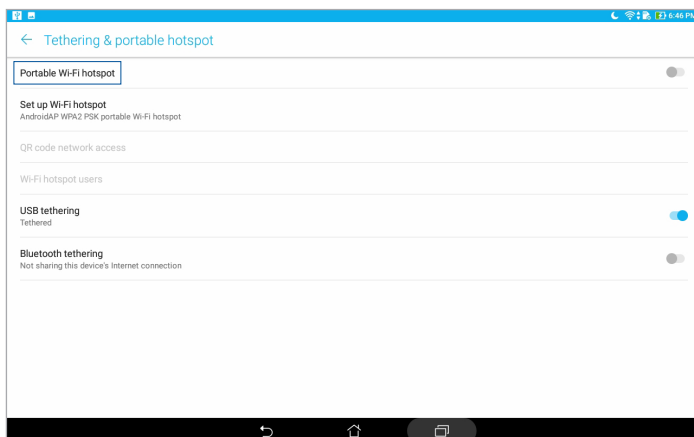 6:46 PM
Tethering & portable hotspot
Portable Wi-Fi hotspot
Set up Wi-Fi hotspot
AndroidAP WPA2 PSK portable Wi-Fi hotspot
QR code network access
Wi-Fi hotspot users
USB tethering
Tethered
Bluetooth tethering
Not sharing this device's Internet connection